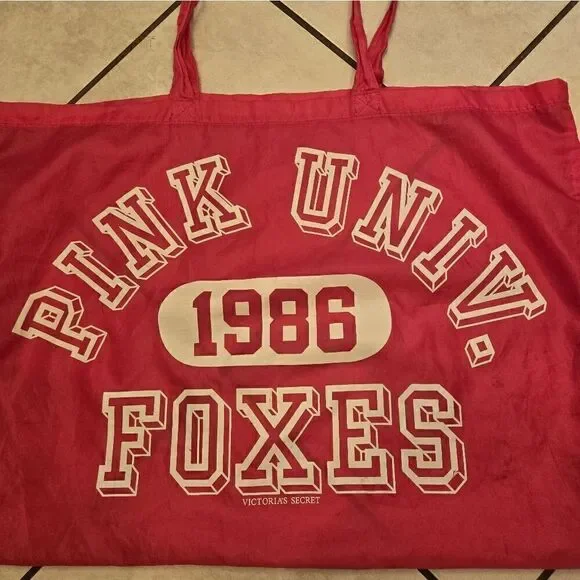 PINK UNIV.
1986
FOXES
VICTORIA'S SECRET